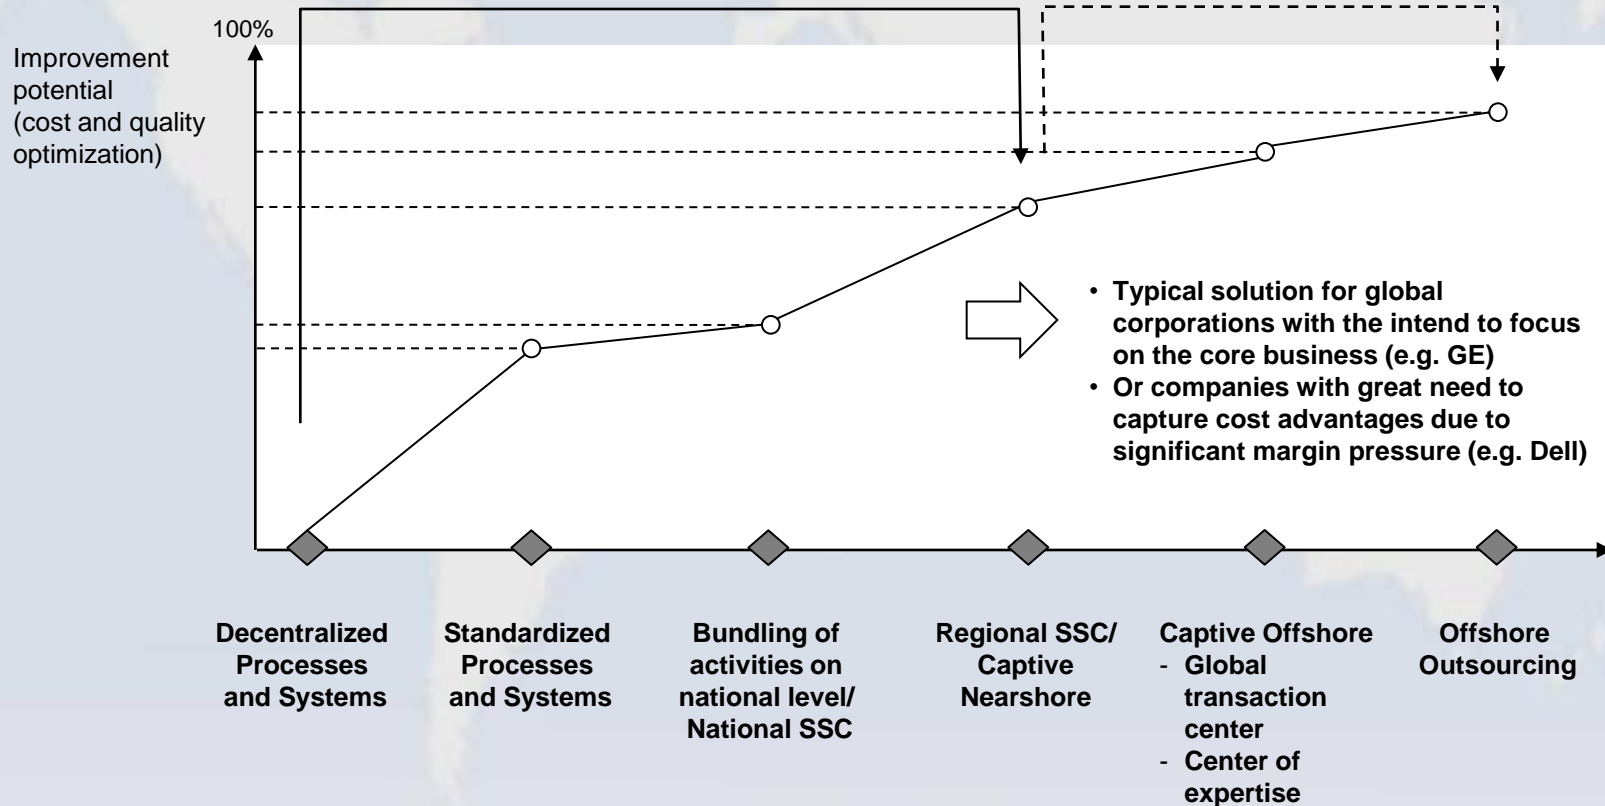 100%
Improvement
potential
(cost and quality
optimization)
• Typical solution for global
corporations with the intend to focus
on the core business (e.g. GE)
• Or companies with great need to
capture cost advantages due to
significant margin pressure (e.g. Dell)
Decentralized
Processes
and Systems
Standardized
Processes
and Systems
Bundling of
activities on
national level/
National SSC
Regional SSC/
Captive
Nearshore
Captive Offshore
- Global
transaction
center
- Center of
expertise
Offshore
Outsourcing